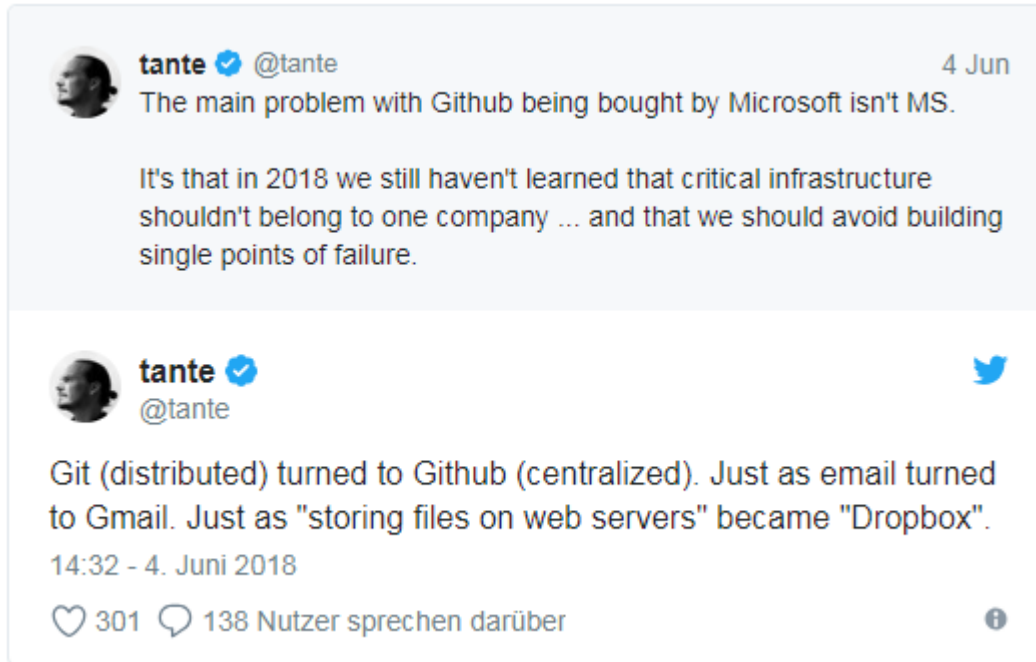 tante @tante 4 Jun
The main problem with Github being bought by Microsoft isn't MS.
It's that in 2018 we still haven't learned that critical infrastructure
shouldn't belong to one company ... and that we should avoid building
single points of failure.
tante
@tante
Git (distributed) turned to Github (centralized). Just as email turned
to Gmail. Just as "storing files on web servers" became "Dropbox".
14:32 - 4. Juni 2018
301 138 Nutzer sprechen darüber